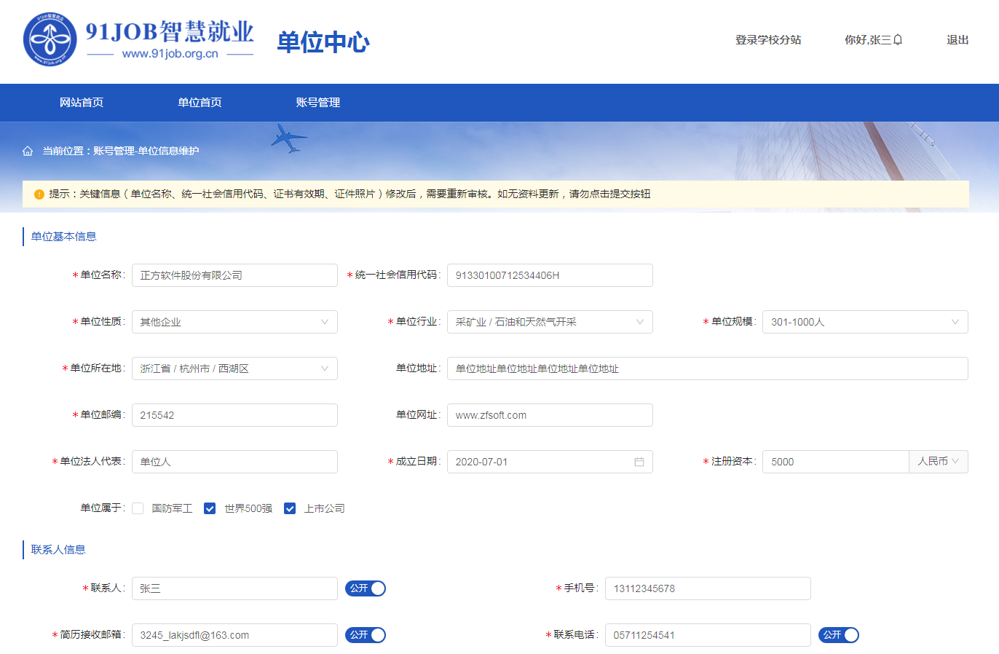 91JOB智慧就业
www.91job.org.cn
单位中心
登录学校分站 你好,张三 退出
网站首页 单位首页 账号管理
当前位置：账号管理-单位信息维护
提示：关键信息（单位名称、统一社会信用代码、证书有效期、证件照片）修改后，需要重新审核。如无资料更新，请勿点击提交按钮
单位基本信息
* 单位名称: 正方软件股份有限公司 * 统一社会信用代码: 91330100712534406H
* 单位性质: 其他企业 * 单位行业: 采矿业 / 石油和天然气开采 * 单位规模: 301-1000人
* 单位所在地: 浙江省 / 杭州市 / 西湖区 单位地址: 单位地址单位地址单位地址单位地址
* 单位邮编: 215542 单位网址: www.zfsoft.com
* 单位法人代表: 单位人 * 成立日期: 2020-07-01 * 注册资本: 5000 人民币
单位属于: 国防军工 世界500强 上市公司
联系人信息
* 联系人: 张三 公开 * 手机号: 13112345678
* 简历接收邮箱: 3245_lakjsdfl@163.com 公开 * 联系电话: 05711254541 公开